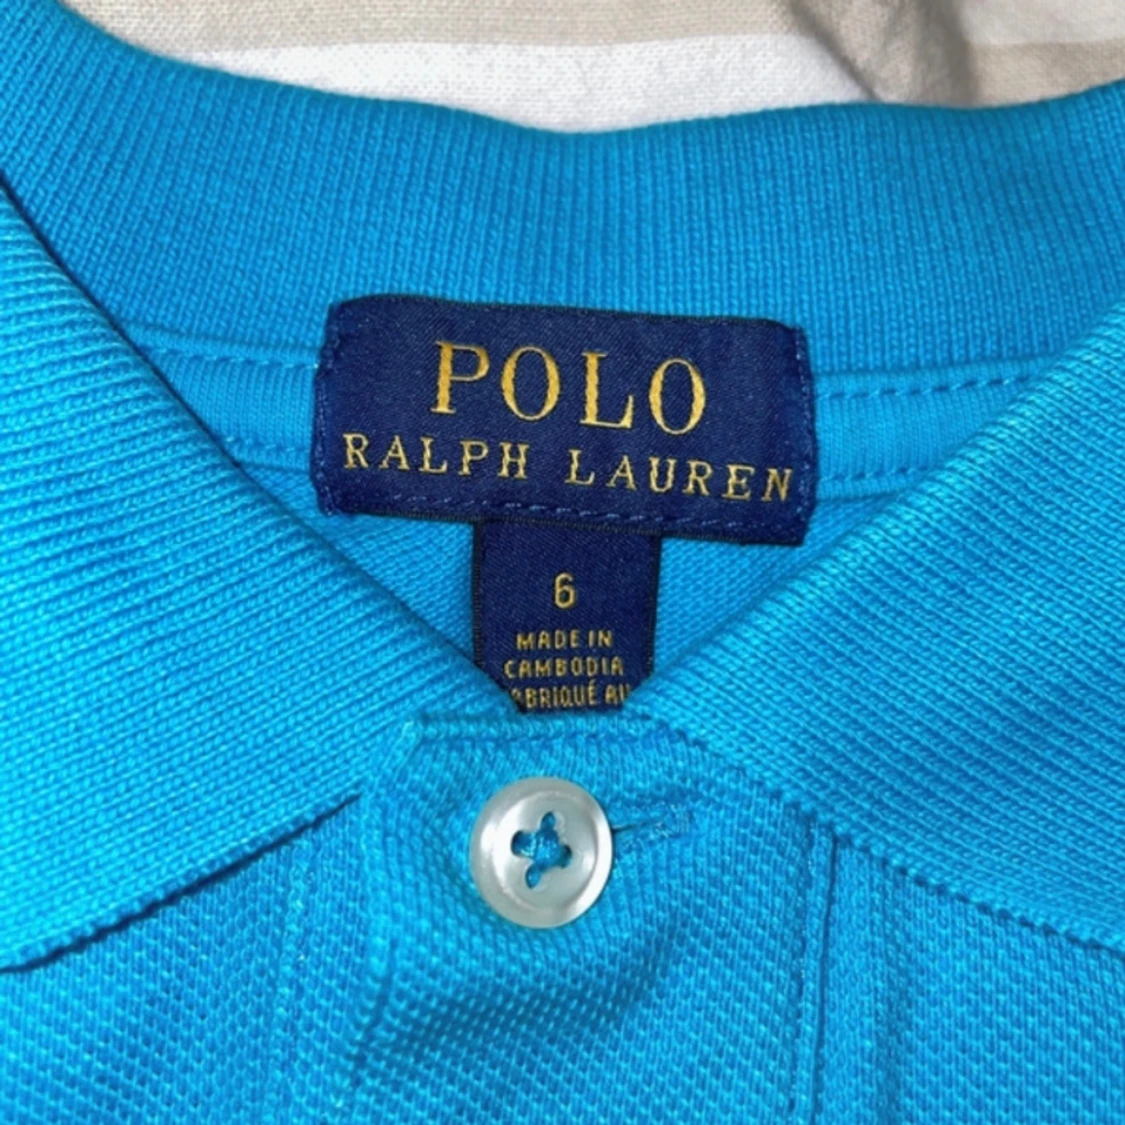 POLO
RALPH LAUREN
6
MADE IN
CAMBODIA